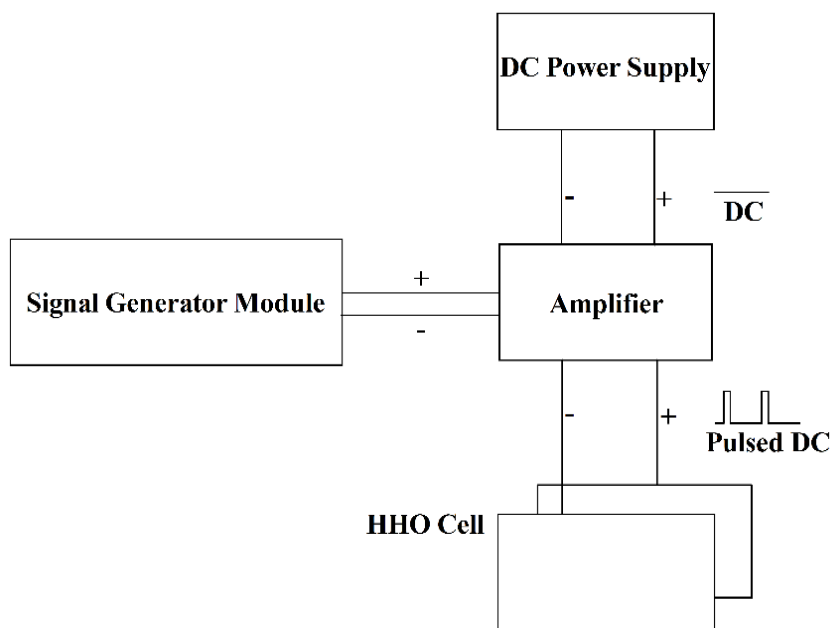 DC Power Supply
- +
DC
Signal Generator Module
+
-
Amplifier
- +
Pulsed DC
HHO Cell